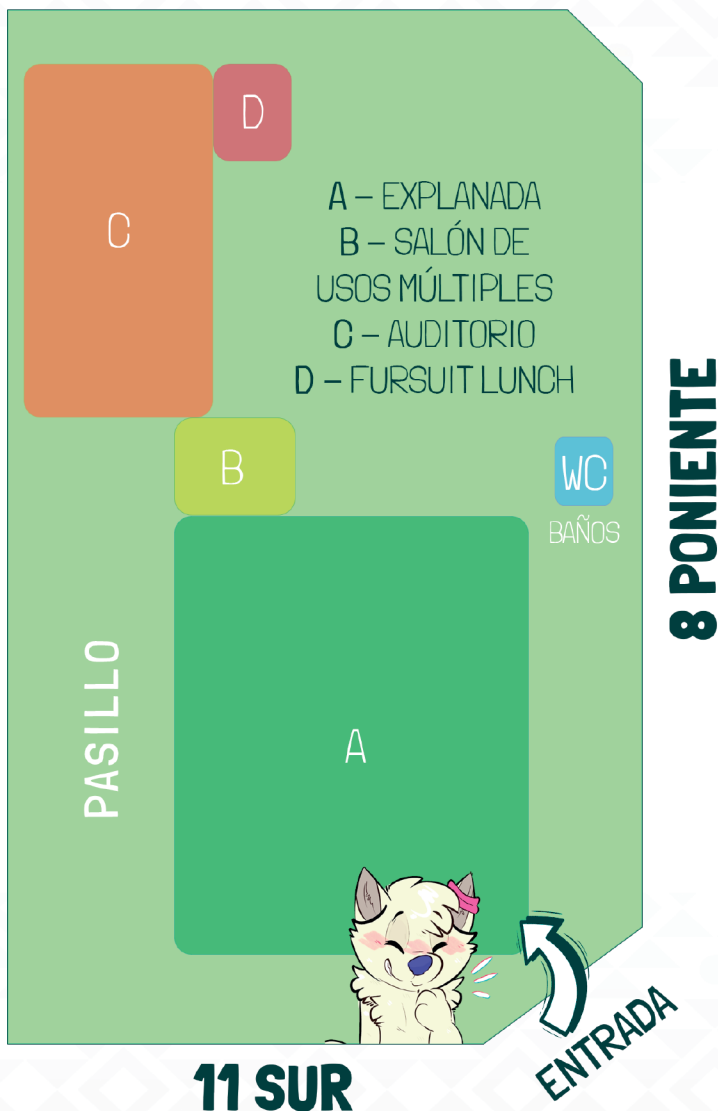 D
C
A – EXPLANADA
B – SALÓN DE
USOS MÚLTIPLES
C – AUDITORIO
D – FURSUIT LUNCH
B
WC
BAÑOS
8 PONIENTE
PASILLO
A
ENTRADA
11 SUR